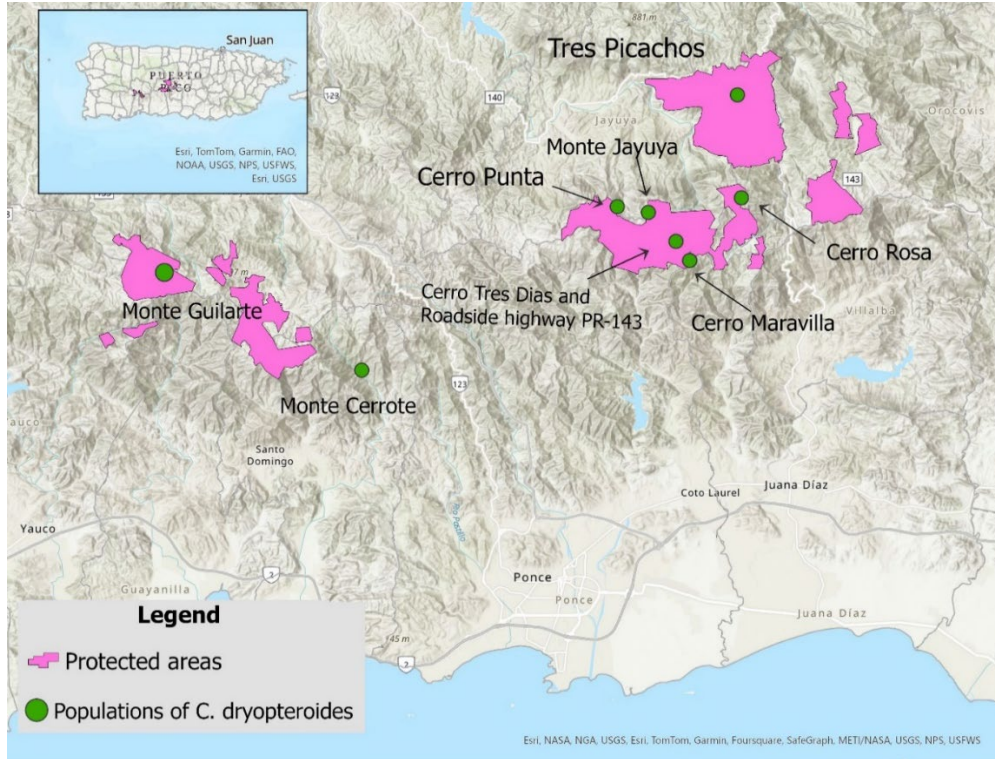 San Juan
PUERTO
RICO
Esri, TomTom, Garmin, FAO,
NOAA, USGS, NPS, USFWS,
Esri, USGS
881 m
Tres Picachos
123
140
Jayuya
Orocovis
Monte Jayuya
143
Cerro Punta
Cerro Rosa
Cerro Tres Dias and
Roadside highway PR-143
Cerro Maravilla
Villalba
Monte Guilarte
123
Monte Cerrote
Santo
Domingo
Coto Laurel
Juana Díaz
Yauco
Ponce
Ponce
Guayanilla
2
Juana Díaz
Legend
Protected areas
Populations of C. dryopteroides
145 m
2
Esri, NASA, NGA, USGS, Esri, TomTom, Garmin, Foursquare, SafeGraph, METI/NASA, USGS, NPS, USFWS